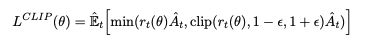 L^{CLIP}(θ) = Ê_t[min(r_t(θ)Â_t, clip(r_t(θ), 1 − ϵ, 1 + ϵ)Â_t)]